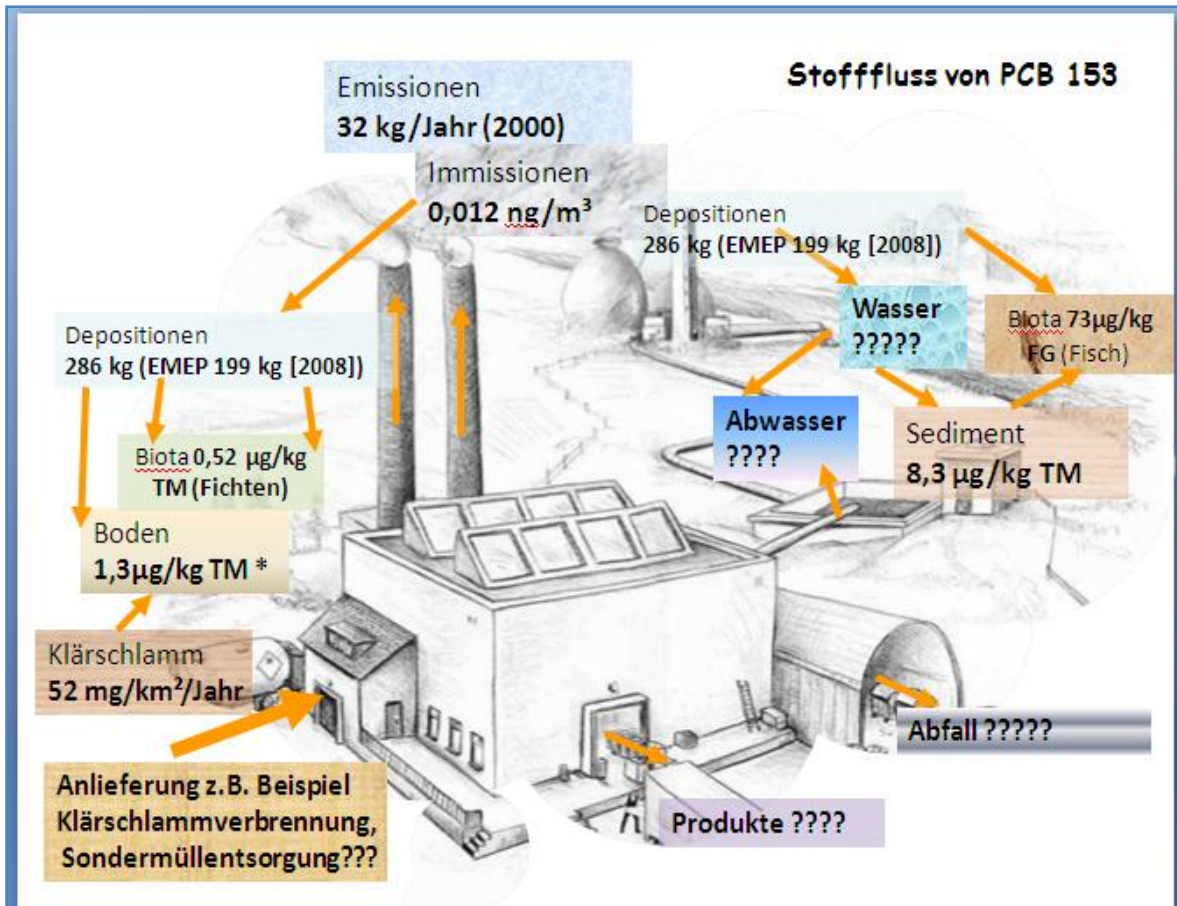 Stofffluss von PCB 153
Emissionen
32 kg/Jahr (2000)
Immissionen
0,012 ng/m³
Depositionen
286 kg (EMEP 199 kg [2008])
Wasser
?????
Biota 73µg/kg
FG (Fisch)
Depositionen
286 kg (EMEP 199 kg [2008])
Abwasser
????
Sediment
8,3 µg/kg TM
Biota 0,52 µg/kg
TM (Fichten)
Boden
1,3µg/kg TM *
Klärschlamm
52 mg/km²/Jahr
Abfall ?????
Anlieferung z.B. Beispiel
Klärschlammverbrennung,
Sondermüllentsorgung???
Produkte ????